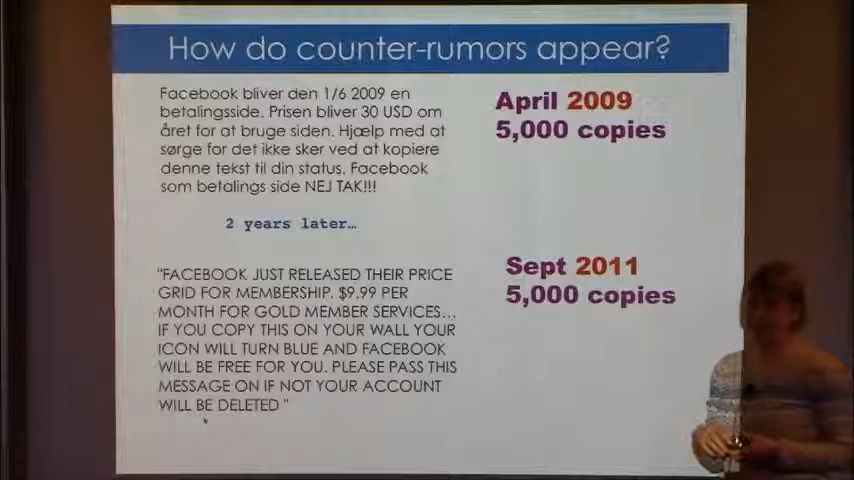 How do counter-rumors appear?
Facebook bliver den 1/6 2009 en
betalingsside. Prisen bliver 30 USD om
året for at bruge siden. Hjælp med at
sørge for det ikke sker ved at kopiere
denne tekst til din status. Facebook
som betalings side NEJ TAK!!!
April 2009
5,000 copies
2 years later…
"FACEBOOK JUST RELEASED THEIR PRICE
GRID FOR MEMBERSHIP. $9.99 PER
MONTH FOR GOLD MEMBER SERVICES…
IF YOU COPY THIS ON YOUR WALL YOUR
ICON WILL TURN BLUE AND FACEBOOK
WILL BE FREE FOR YOU. PLEASE PASS THIS
MESSAGE ON IF NOT YOUR ACCOUNT
WILL BE DELETED "
Sept 2011
5,000 copies